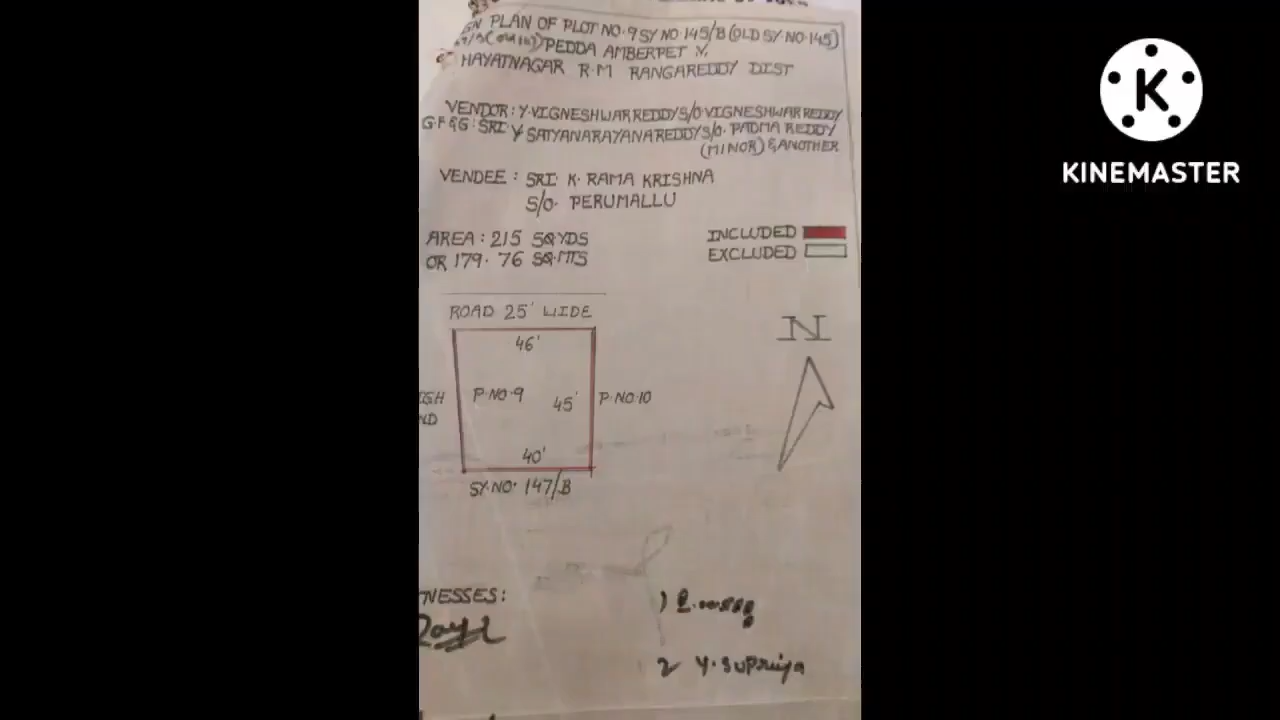 PLAN OF PLOT NO. 9 SY NO. 145/B (OLD SY. NO. 145)
PEDDA AMBERPET V.
HAYATNAGAR R.M RANGAREDDY DIST
VENDOR : Y. VIGNESHWAR REDDY S/O. VIGNESHWAR REDDY
G.F & G : SRI. Y SATYANARAYANA REDDY S/O. PADMA REDDY
(MINOR) & ANOTHER
VENDEE : SRI. K. RAMA KRISHNA
S/O. PERUMALLU
AREA : 215 SQ YDS
OR 179. 76 SQ. MTS
INCLUDED
EXCLUDED
ROAD 25' WIDE
46'
P. NO. 9
45'
P. NO. 10
40'
SY. NO. 147/B
N
NESSES:
1)
2 Y. Supriya
K
KINEMASTER